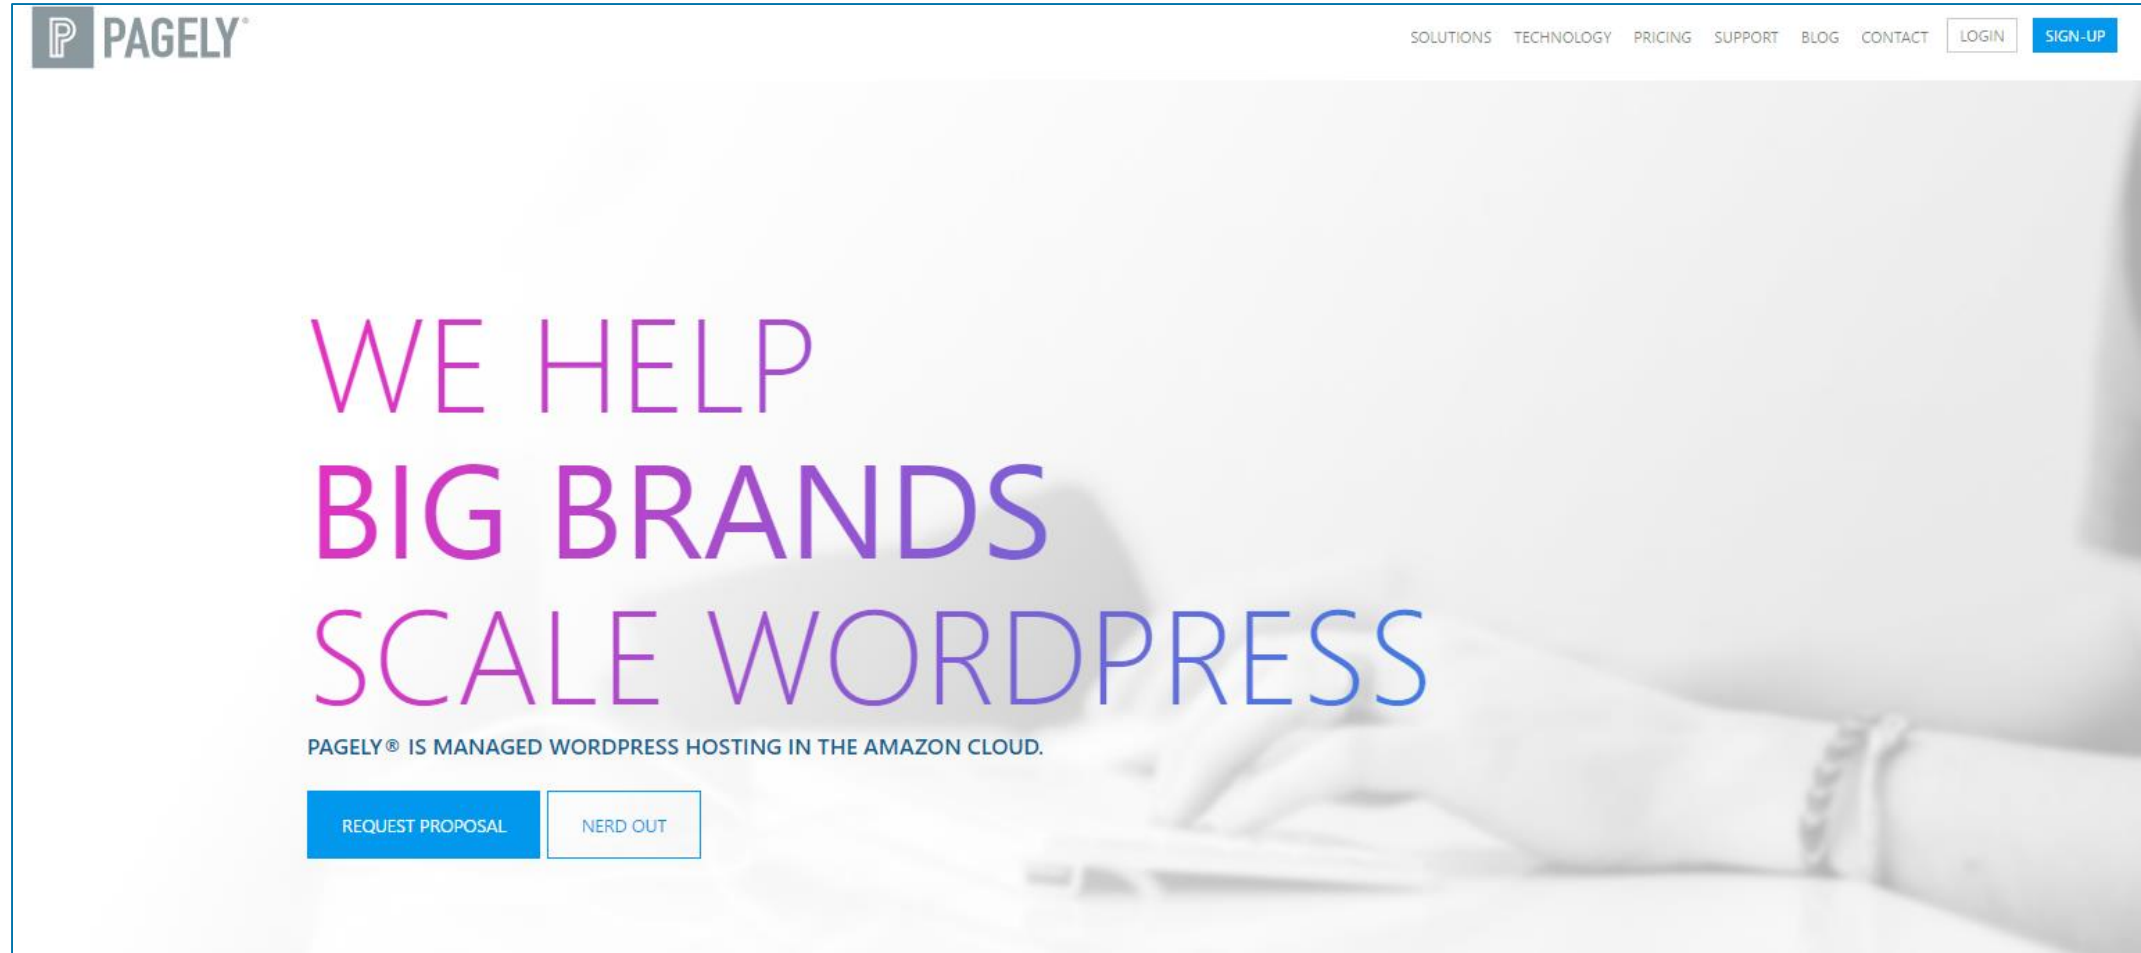 PAGELY®
SOLUTIONS TECHNOLOGY PRICING SUPPORT BLOG CONTACT LOGIN SIGN-UP
WE HELP
BIG BRANDS
SCALE WORDPRESS
PAGELY® IS MANAGED WORDPRESS HOSTING IN THE AMAZON CLOUD.
REQUEST PROPOSAL NERD OUT